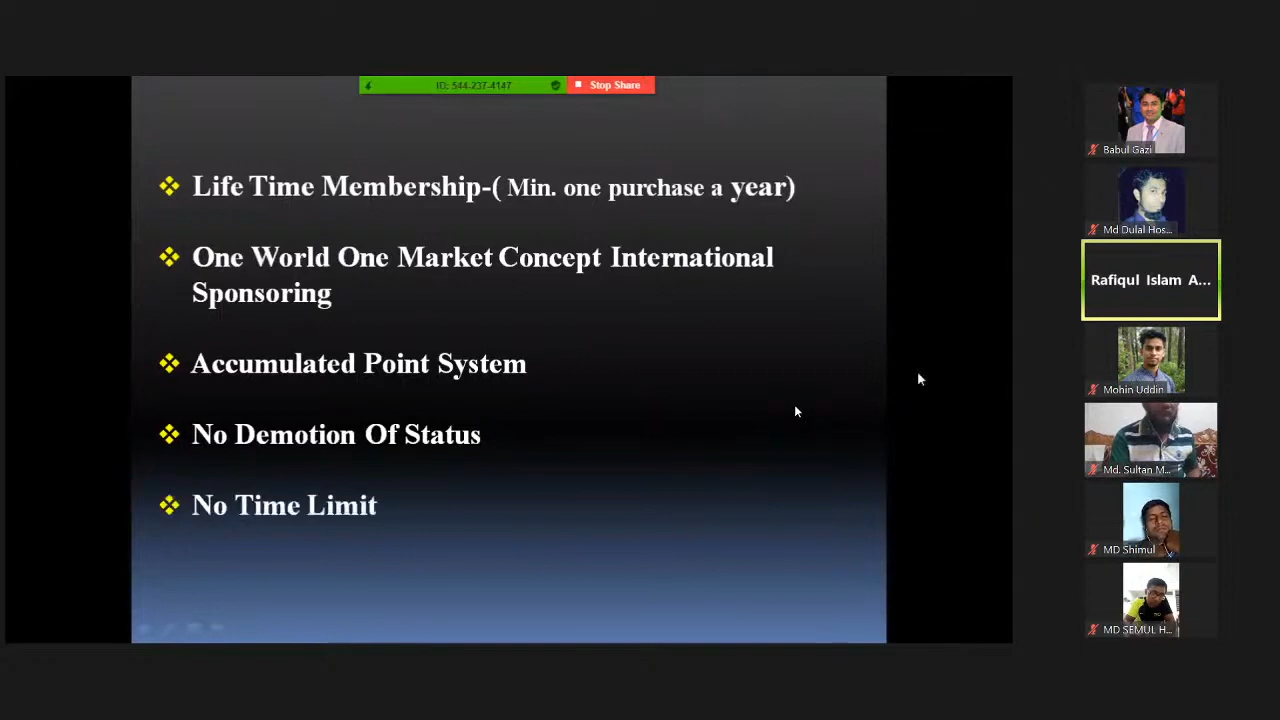 ID: 544-237-4147
Stop Share
Life Time Membership-( Min. one purchase a year)
One World One Market Concept International
Sponsoring
Accumulated Point System
No Demotion Of Status
No Time Limit
Babul Gazi
Md Dulal Hos...
Rafiqul Islam A...
Mohin Uddin
Md. Sultan M...
MD Shimul
MD SEMUL H...